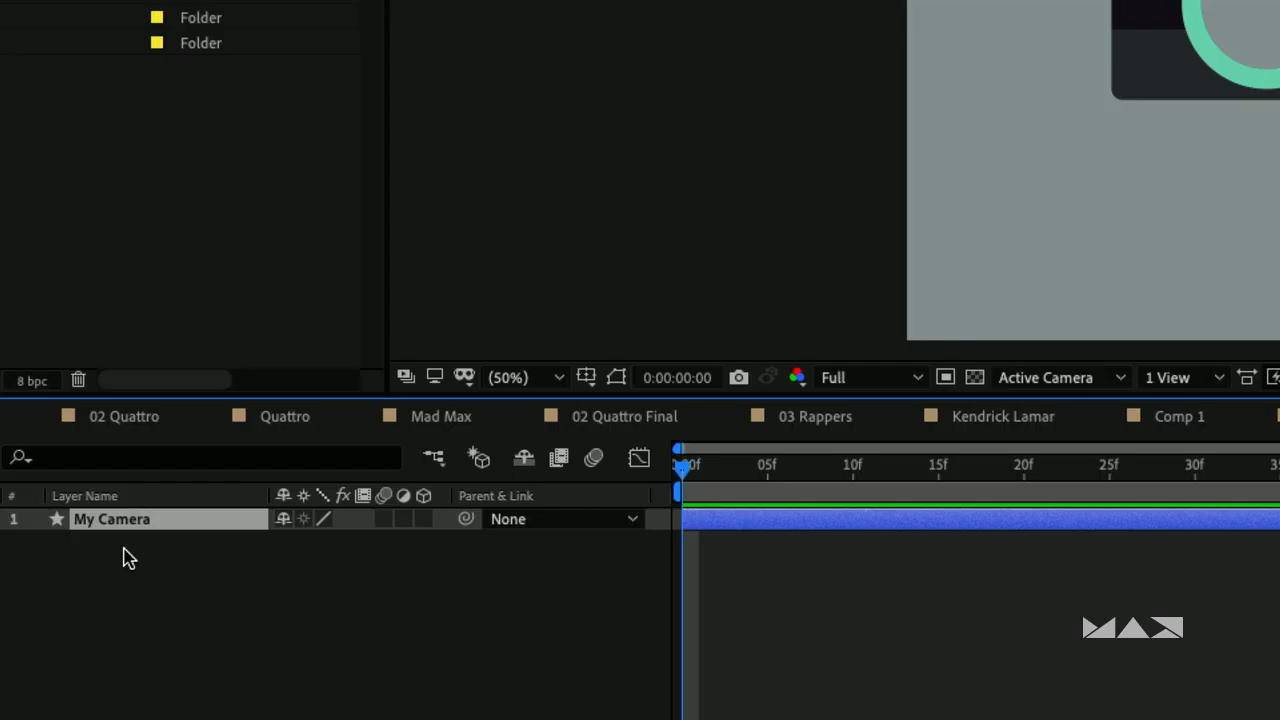 Folder
Folder
8 bpc
(50%) 0:00:00:00 Full Active Camera 1 View
02 Quattro Quattro Mad Max 02 Quattro Final 03 Rappers Kendrick Lamar Comp 1
05f 10f 15f 20f 25f 30f
# Layer Name fx Parent & Link
1 My Camera None
MAX